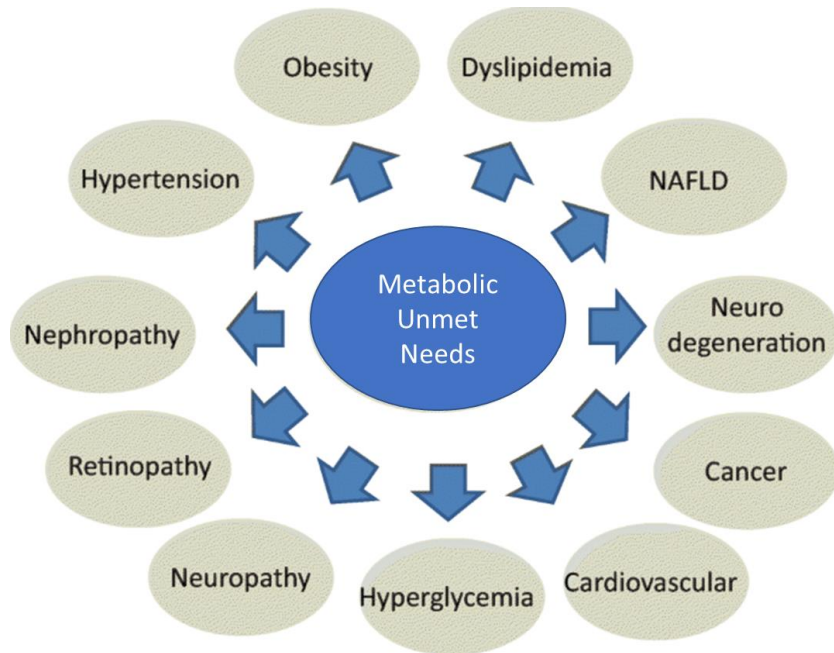 Obesity
Dyslipidemia
Hypertension
NAFLD
Metabolic
Unmet
Needs
Nephropathy
Neuro
degeneration
Retinopathy
Cancer
Neuropathy
Hyperglycemia
Cardiovascular